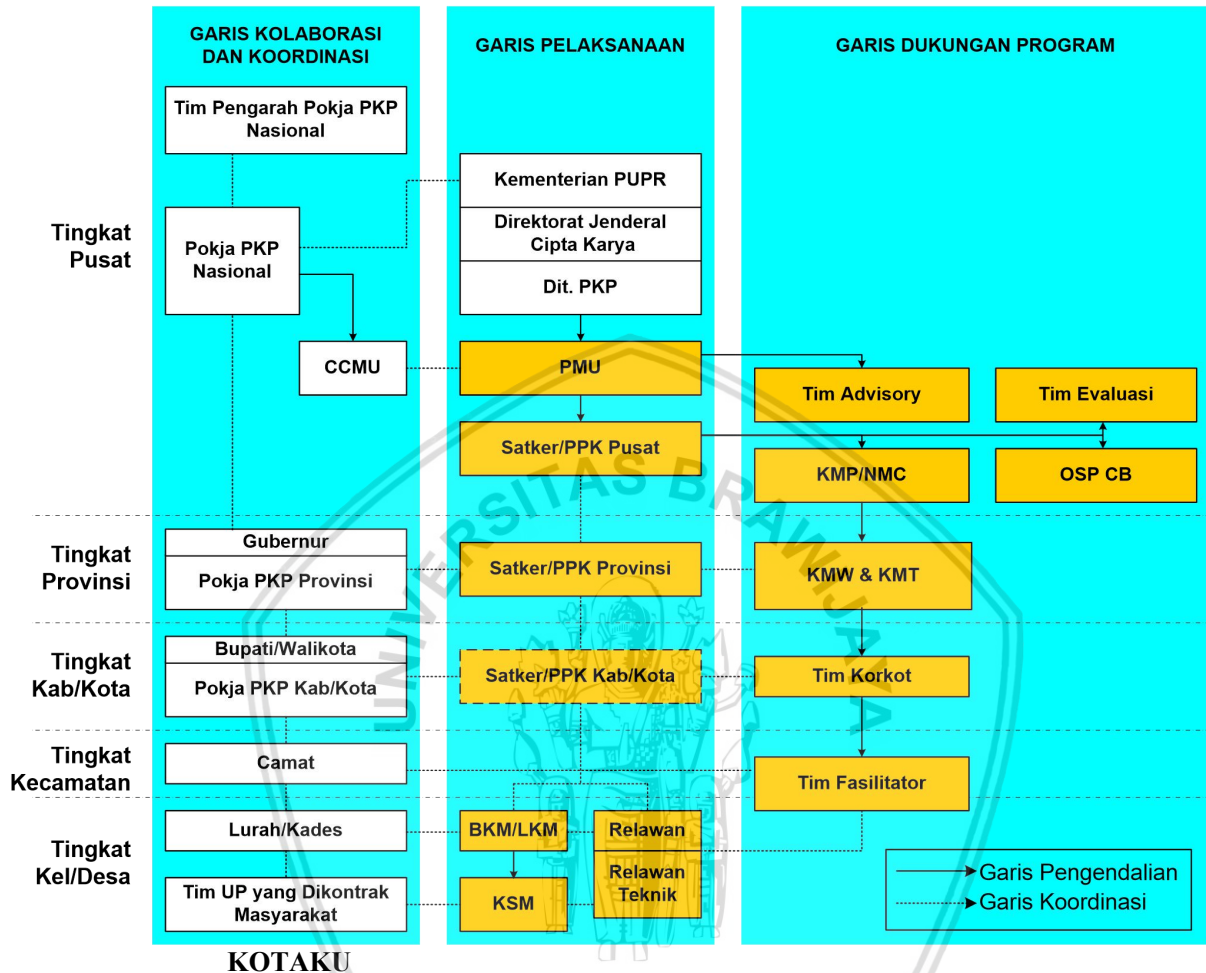 GARIS KOLABORASI
DAN KOORDINASI
GARIS PELAKSANAAN
GARIS DUKUNGAN PROGRAM
Tim Pengarah Pokja PKP
Nasional
Tingkat
Pusat
Pokja PKP
Nasional
Kementerian PUPR
Direktorat Jenderal
Cipta Karya
Dit. PKP
CCMU
PMU
Tim Advisory
Tim Evaluasi
Satker/PPK Pusat
KMP/NMC
OSP CB
Tingkat
Provinsi
Gubernur
Pokja PKP Provinsi
Satker/PPK Provinsi
KMW & KMT
Tingkat
Kab/Kota
Bupati/Walikota
Pokja PKP Kab/Kota
Satker/PPK Kab/Kota
Tim Korkot
Tingkat
Kecamatan
Camat
Tim Fasilitator
Tingkat
Kel/Desa
Lurah/Kades
BKM/LKM
Relawan
Relawan
Teknik
Tim UP yang Dikontrak
Masyarakat
KSM
Garis Pengendalian
Garis Koordinasi
KOTAKU
UNIVERSITAS BRAWIJAYA